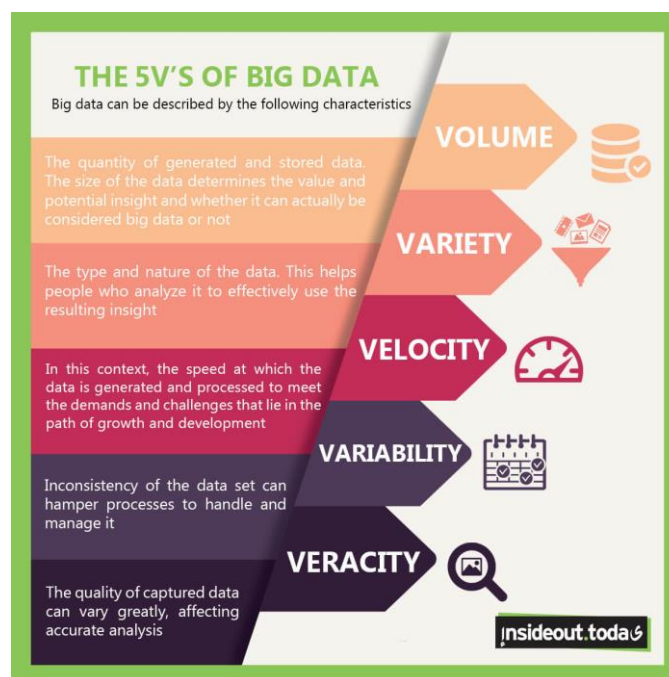 THE 5V'S OF BIG DATA
Big data can be described by the following characteristics
VOLUME
The quantity of generated and stored data.
The size of the data determines the value and
potential insight and whether it can actually be
considered big data or not
VARIETY
The type and nature of the data. This helps
people who analyze it to effectively use the
resulting insight
VELOCITY
In this context, the speed at which the
data is generated and processed to meet
the demands and challenges that lie in the
path of growth and development
VARIABILITY
Inconsistency of the data set can
hamper processes to handle and
manage it
VERACITY
The quality of captured data
can vary greatly, affecting
accurate analysis
insideout.today